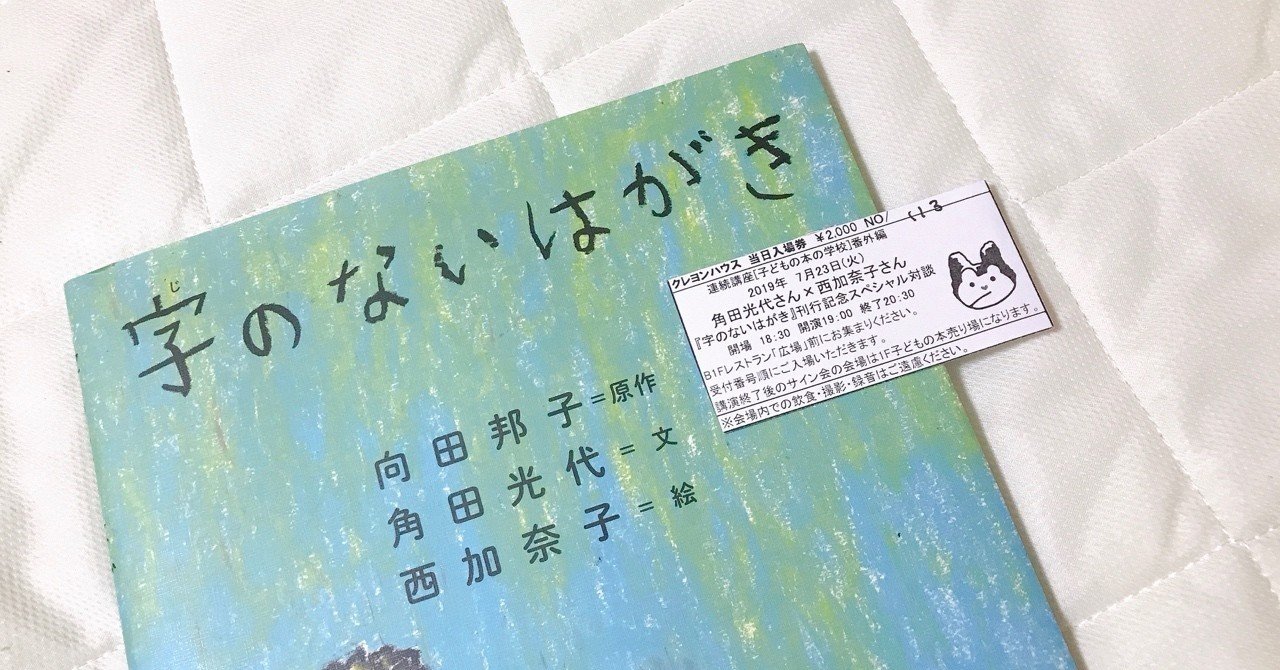 じ
字のないはがき
向田邦子=原作
角田光代=文
西加奈子=絵
クレヨンハウス 当日入場券 ¥2,000 NO/ 113
連続講座[子どもの本の学校]番外編
2019年 7月23日(火)
角田光代さん×西加奈子さん
『字のないはがき』刊行記念スペシャル対談
開場 18:30 開演19:00 終了20:30
B1Fレストラン「広場」前にお集まりください。
受付番号順にご入場いただきます。
講演終了後のサイン会の会場は1F子どもの本売り場になります。
※会場内での飲食・撮影・録音はご遠慮ください。